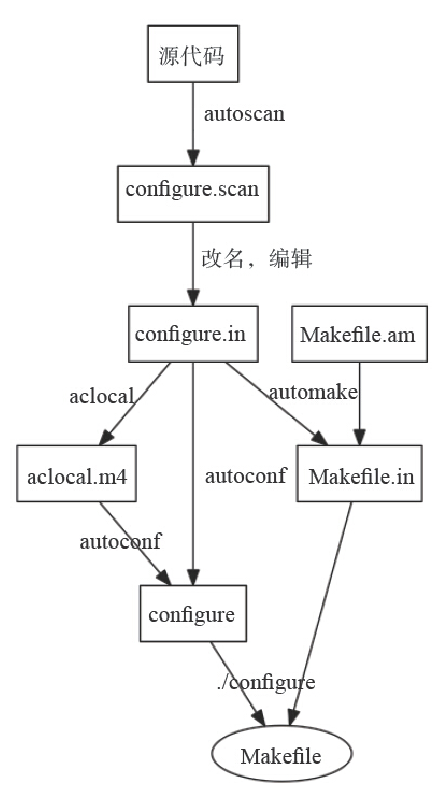 源代码
autoscan
configure.scan
改名，编辑
configure.in
Makefile.am
aclocal
automake
aclocal.m4
autoconf
Makefile.in
autoconf
configure
./configure
Makefile